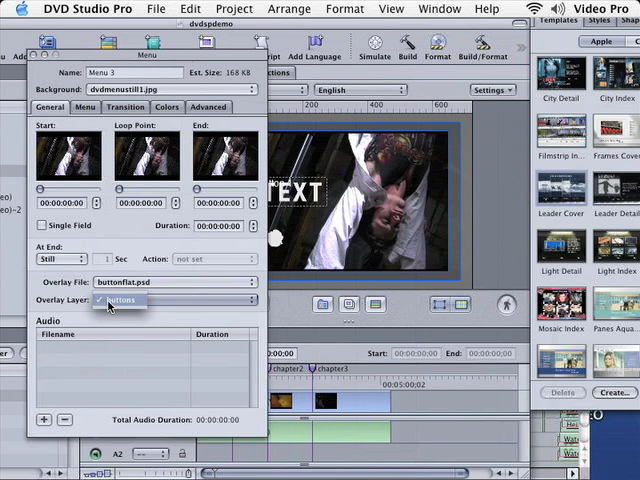 DVD Studio Pro File Edit Project Arrange Format View Window Video Pro
dvdspdemo
Menu
Templates Styles
Add Language Simulate Build Format Build/Format
Apple
Name: Menu 3 Est. Size: 168 KB
Background: dvdmenustill1.jpg
English Settings
General Menu Transition Colors Advanced
200 300 400 600
City Detail City Index
Start: Loop Point: End:
Filmstrip In... Frames Cover
TEXT
00:00:00:00 00:00:00:00 00:00:00:00
Leader Cover Leader Detai
Single Field Duration: 00:00:00:00
At End:
Still 1 Sec Action: not set
Light Detail Light Index
Overlay File: buttonflat.psd
Overlay Layer: ✓ buttons
Audio
Filename Duration
Mosaic Index Panes Aqua...
Start: 00:00:00:00 End: 00:00:00:00
chapter2 chapter3
00:05:00;02
Delete Create...
Total Audio Duration: 00:00:00:00
A2